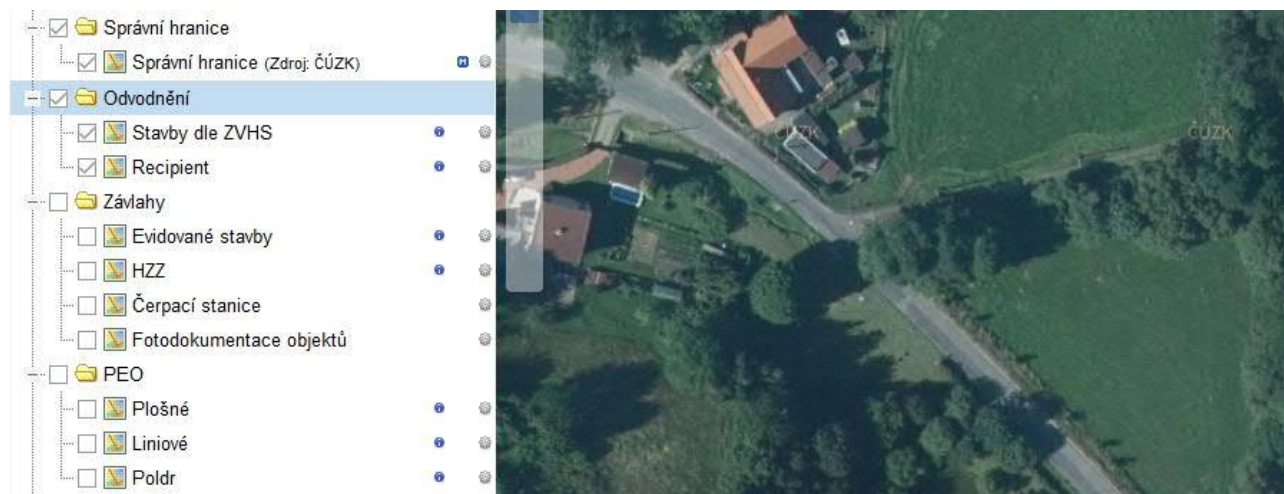 Správní hranice
Správní hranice (Zdroj: ČÚZK)
Odvodnění
Stavby dle ZVHS
Recipient
Závlahy
Evidované stavby
HZZ
Čerpací stanice
Fotodokumentace objektů
PEO
Plošné
Liniové
Poldr
ČÚZK
ČÚZK